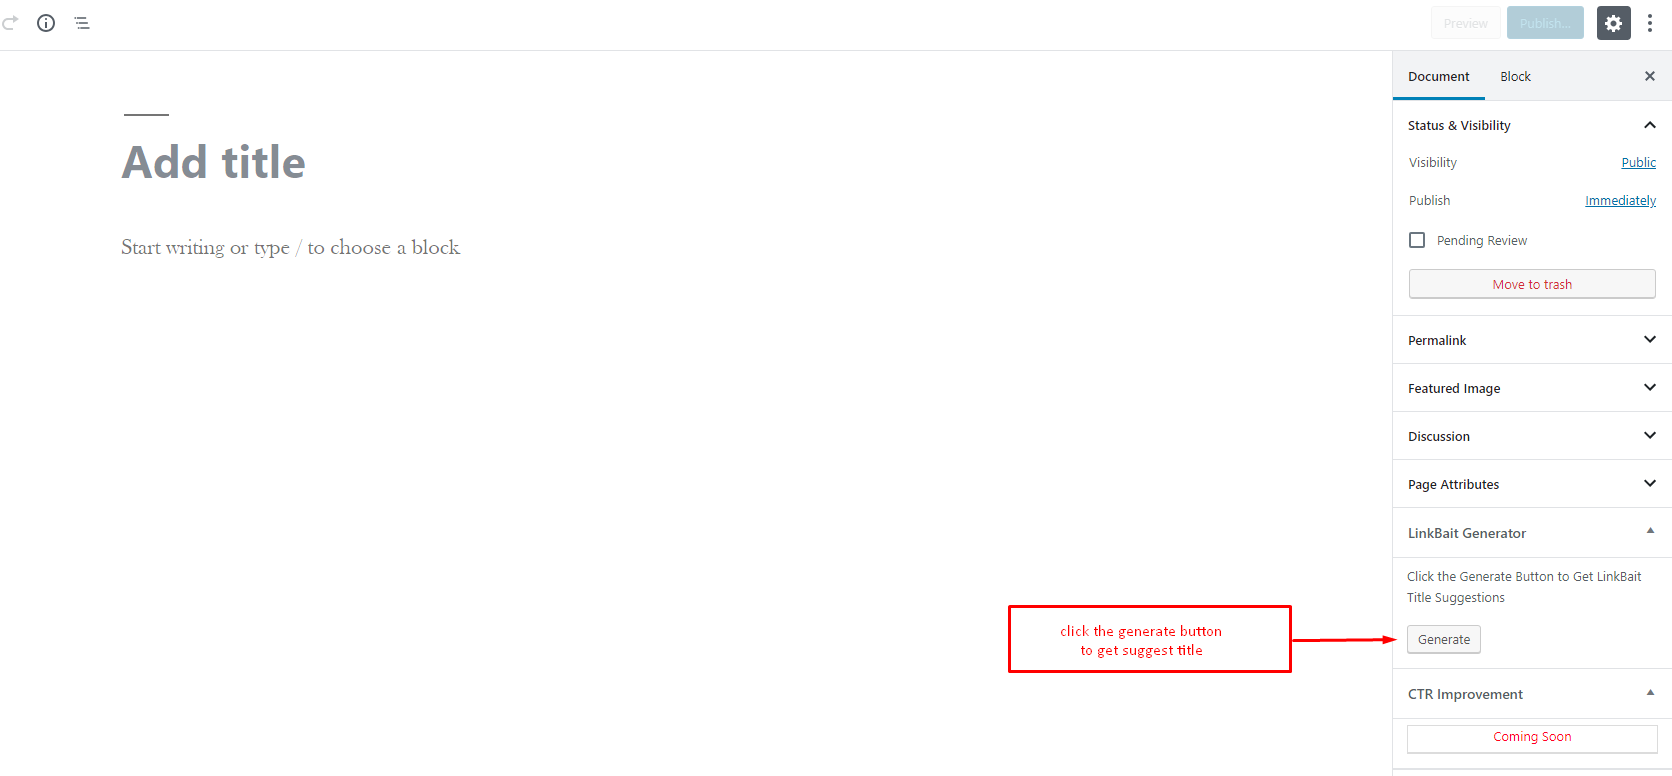 Preview
Publish...
Document
Block
Add title
Start writing or type / to choose a block
Status & Visibility
Visibility
Public
Publish
Immediately
Pending Review
Move to trash
Permalink
Featured Image
Discussion
Page Attributes
LinkBait Generator
Click the Generate Button to Get LinkBait
Title Suggestions
click the generate button
to get suggest title
Generate
CTR Improvement
Coming Soon